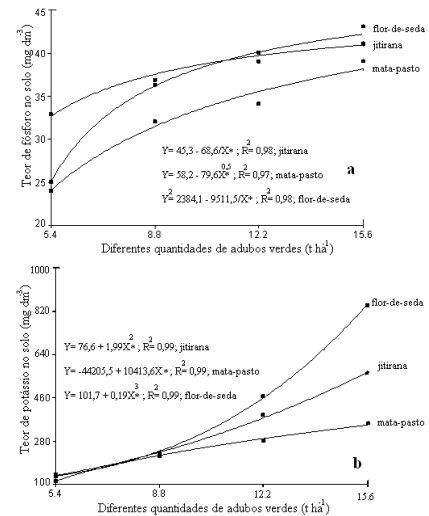 45
40
35
30
25
20
Teor de fósforo no solo (mg dm-3)
flor-de-seda
jitirana
mata-pasto
Y= 45,3 - 68,6/X* ; R2= 0,98; jitirana
Y= 58,2 - 79,6X0,5* ; R2= 0,97; mata-pasto
Y2= 2384,1 - 9511,5/X* ; R2= 0,98; flor-de-seda
a
5.4 8.8 12.2 15.6
Diferentes quantidades de adubos verdes (t ha-1)
1000
820
640
460
280
100
Teor de potássio no solo (mg dm-3)
flor-de-seda
jitirana
mata-pasto
Y= 76,6 + 1,99X2* ; R2= 0,99; jitirana
Y= -44205,5 + 10413,6X* ; R2= 0,99; mata-pasto
Y= 101,7 + 0,19X3* ; R2= 0,99; flor-de-seda
b
5.4 8.8 12.2 15.6
Diferentes quantidades de adubos verdes (t ha-1)